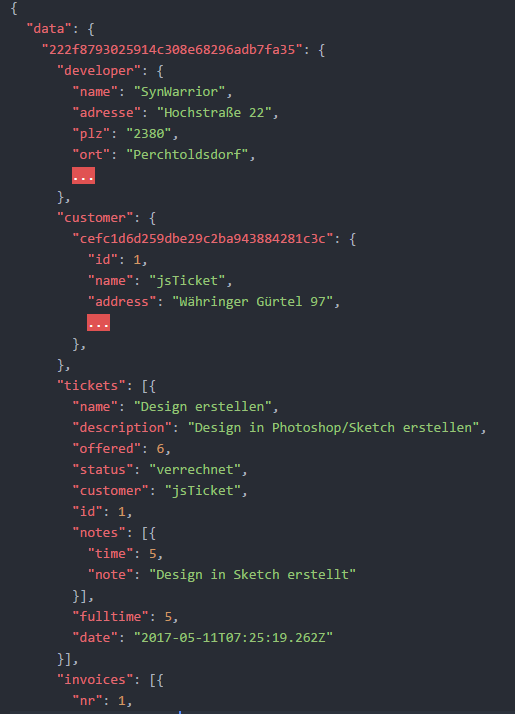 {
"data": {
"222f8793025914c308e68296adb7fa35": {
"developer": {
"name": "SynWarrior",
"adresse": "Hochstraße 22",
"plz": "2380",
"ort": "Perchtoldsdorf",
...
},
"customer": {
"cefc1d6d259dbe29c2ba943884281c3c": {
"id": 1,
"name": "jsTicket",
"address": "Währinger Gürtel 97",
...
},
},
"tickets": [{
"name": "Design erstellen",
"description": "Design in Photoshop/Sketch erstellen",
"offered": 6,
"status": "verrechnet",
"customer": "jsTicket",
"id": 1,
"notes": [{
"time": 5,
"note": "Design in Sketch erstellt"
}],
"fulltime": 5,
"date": "2017-05-11T07:25:19.262Z"
}],
"invoices": [{
"nr": 1,